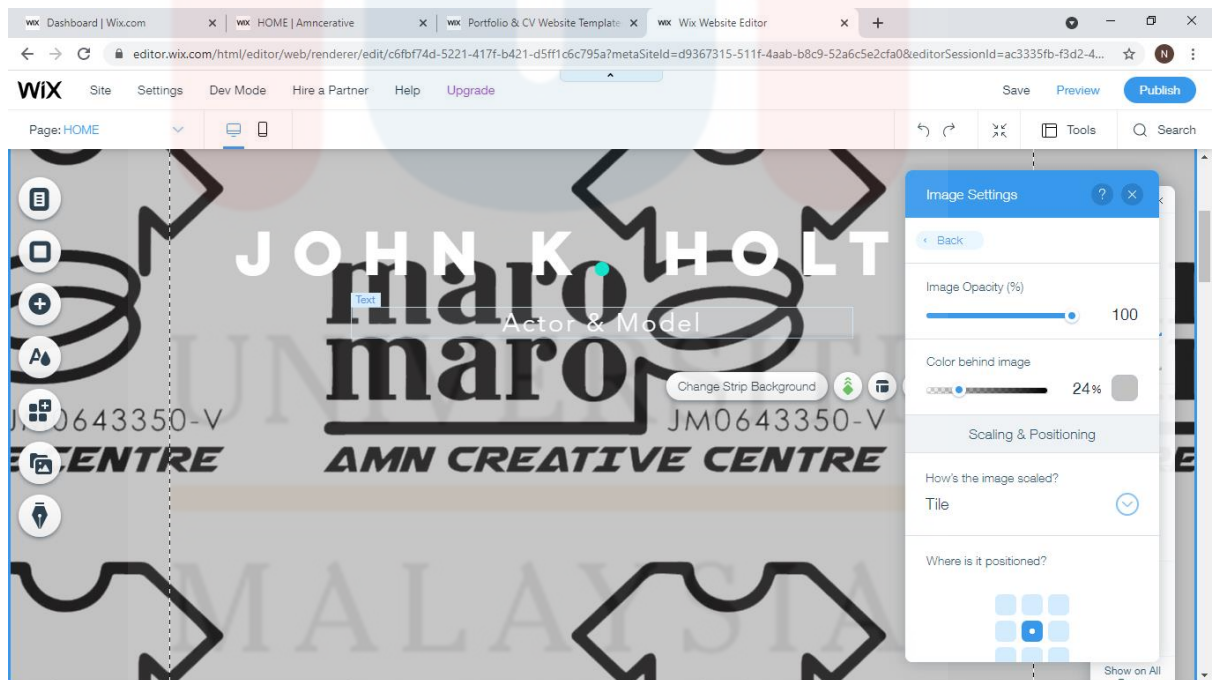 Dashboard | Wix.com
HOME | Amncerative
Portfolio & CV Website Template
Wix Website Editor
editor.wix.com/html/editor/web/renderer/edit/c6fbf74d-5221-417f-b421-d5ff1c6c795a?metaSiteId=d9367315-511f-4aab-b8c9-52a6c5e2cfa0&editorSessionId=ac3335fb-f3d2-4...
N
WiX Site Settings Dev Mode Hire a Partner Help Upgrade Save Preview Publish
Page: HOME Tools Search
Image Settings ?
Back
JOHN K. HOLT
Image Opacity (%)
100
Text
Actor & Model
maro
maro
Color behind image
24%
Change Strip Background
JM0643350-V
JM0643350-V
AMN CREATIVE CENTRE
CENTRE
Scaling & Positioning
How's the image scaled?
Tile
Where is it positioned?
Show on All
UNIVERSITI
MALAYSIA